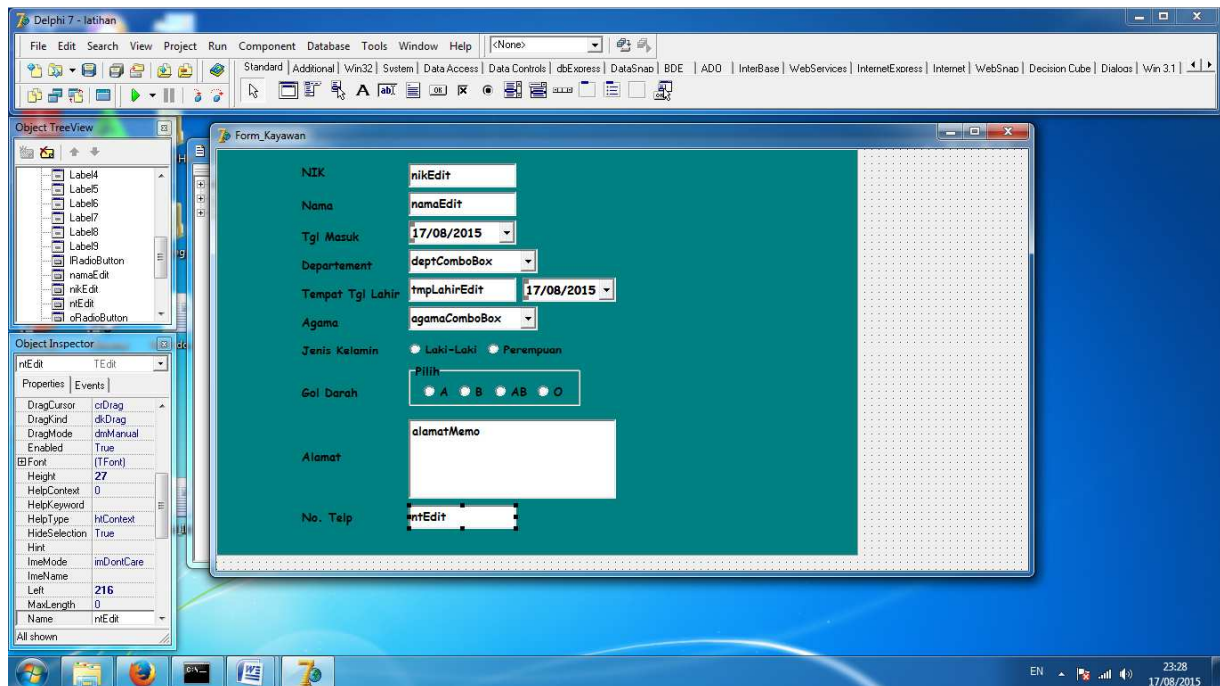 Delphi 7 - latihan
File Edit Search View Project Run Component Database Tools Window Help <None>
Standard Additional Win32 System Data Access Data Controls dbExpress DataSnap BDE ADO InterBase WebServices InternetExpress Internet WebSnap Decision Cube Dialogs Win 3.1
Object TreeView
Label4
Label5
Label6
Label7
Label8
Label9
lRadioButton
namaEdit
nikEdit
ntEdit
oRadioButton
Object Inspector
ntEdit TEdit
Properties Events
DragCursor crDrag
DragKind dkDrag
DragMode dmManual
Enabled True
Font (TFont)
Height 27
HelpContext 0
HelpKeyword
HelpType htContext
HideSelection True
Hint
ImeMode imDontCare
ImeName
Left 216
MaxLength 0
Name ntEdit
All shown
Form_Kayawan
NIK nikEdit
Nama namaEdit
Tgl Masuk 17/08/2015
Departement deptComboBox
Tempat Tgl Lahir tmpLahirEdit 17/08/2015
Agama agamaComboBox
Jenis Kelamin Laki-Laki Perempuan
Pilih
Gol Darah A B AB O
alamatMemo
Alamat
No. Telp ntEdit
EN 23:28
17/08/2015